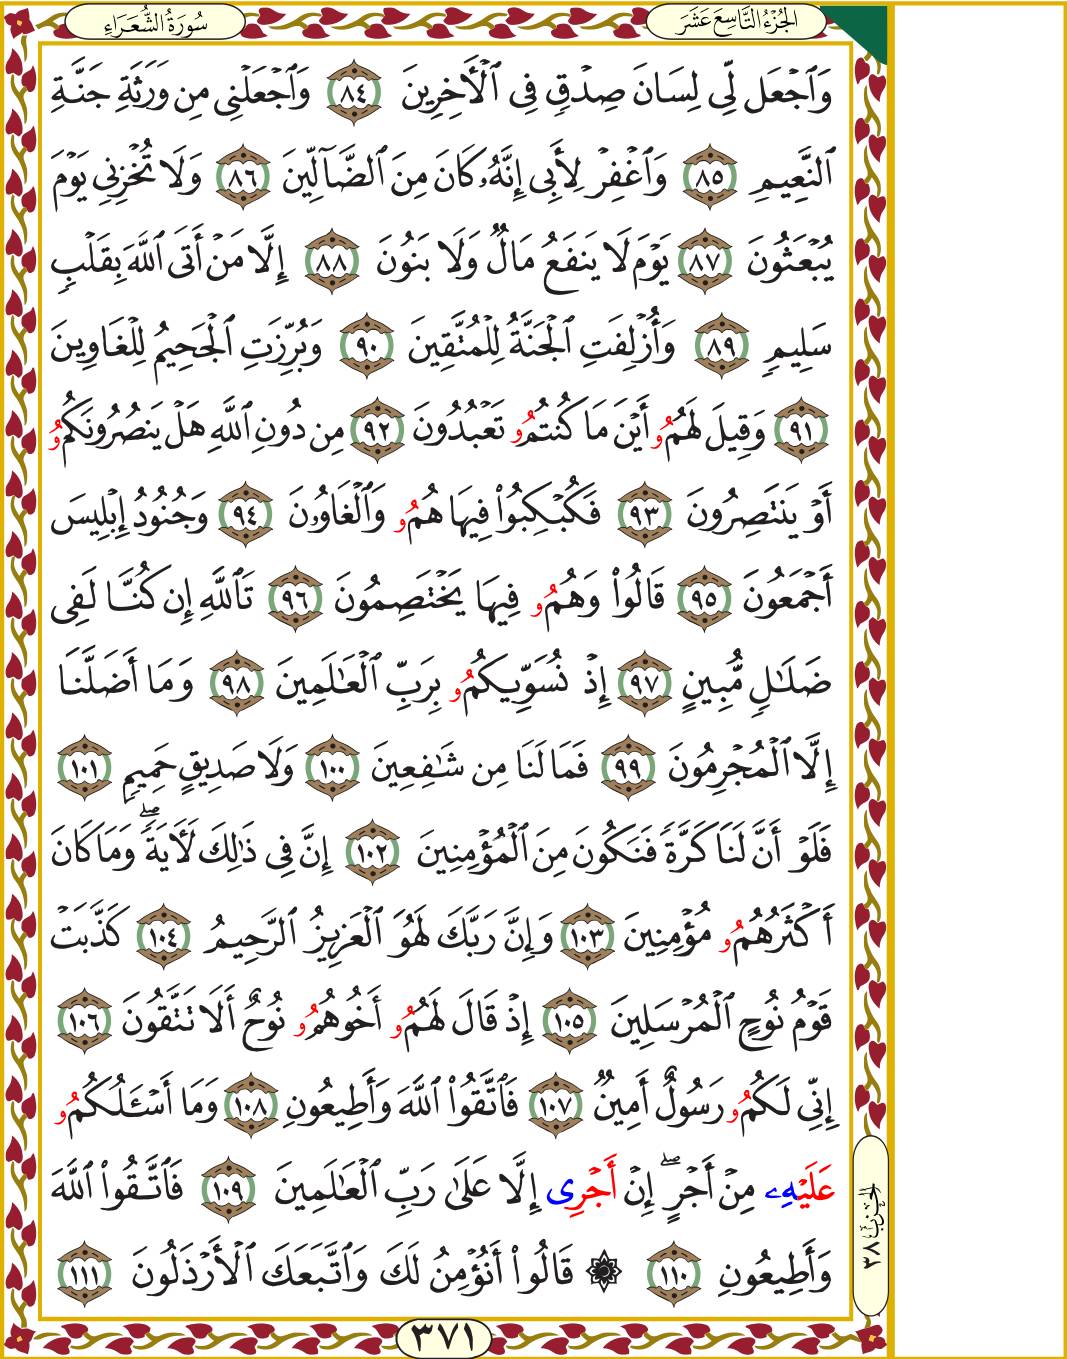 سُورَةُ الشُّعَرَاءِ
الجُزْءُ التَّاسِعَ عَشَرَ
وَٱجْعَل لِّى لِسَانَ صِدْقٍ فِى ٱلْأَخِرِينَ ٨٤ وَٱجْعَلْنِى مِن وَرَثَةِ جَنَّةِ
ٱلنَّعِيمِ ٨٥ وَٱغْفِرْ لِأَبِى إِنَّهُۥ كَانَ مِنَ ٱلضَّآلِّينَ ٨٦ وَلَا تُخْزِنِى يَوْمَ
يُبْعَثُونَ ٨٧ يَوْمَ لَا يَنفَعُ مَالٌ وَلَا بَنُونَ ٨٨ إِلَّا مَنْ أَتَى ٱللَّهَ بِقَلْبٍ
سَلِيمٍ ٨٩ وَأُزْلِفَتِ ٱلْجَنَّةُ لِلْمُتَّقِينَ ٩٠ وَبُرِّزَتِ ٱلْجَحِيمُ لِلْغَاوِينَ
٩١ وَقِيلَ لَهُمُۥ أَيْنَ مَا كُنتُمُۥ تَعْبُدُونَ ٩٢ مِن دُونِ ٱللَّهِ هَلْ يَنصُرُونَكُمُۥ
أَوْ يَنتَصِرُونَ ٩٣ فَكُبْكِبُوا۟ فِيهَا هُمُۥ وَٱلْغَاوُۥنَ ٩٤ وَجُنُودُ إِبْلِيسَ
أَجْمَعُونَ ٩٥ قَالُوا۟ وَهُمُۥ فِيهَا يَخْتَصِمُونَ ٩٦ تَٱللَّهِ إِن كُنَّا لَفِى
ضَلَـٰلٍ مُّبِينٍ ٩٧ إِذْ نُسَوِّيكُمُۥ بِرَبِّ ٱلْعَـٰلَمِينَ ٩٨ وَمَا أَضَلَّنَا
إِلَّا ٱلْمُجْرِمُونَ ٩٩ فَمَا لَنَا مِن شَـٰفِعِينَ ١٠٠ وَلَا صَدِيقٍ حَمِيمٍ ١٠١
فَلَوْ أَنَّ لَنَا كَرَّةً فَنَكُونَ مِنَ ٱلْمُؤْمِنِينَ ١٠٢ إِنَّ فِى ذَٰلِكَ لَأَيَةً ۖ وَمَا كَانَ
أَكْثَرُهُمُۥ مُؤْمِنِينَ ١٠٣ وَإِنَّ رَبَّكَ لَهُوَ ٱلْعَزِيزُ ٱلرَّحِيمُ ١٠٤ كَذَّبَتْ
قَوْمُ نُوحٍ ٱلْمُرْسَلِينَ ١٠٥ إِذْ قَالَ لَهُمُۥ أَخُوهُمُۥ نُوحٌ أَلَا تَتَّقُونَ ١٠٦
إِنِّى لَكُمُۥ رَسُولٌ أَمِينٌ ١٠٧ فَٱتَّقُوا۟ ٱللَّهَ وَأَطِيعُونِ ١٠٨ وَمَا أَسْـَٔلُكُمُۥ
عَلَيْهِۦ مِنْ أَجْرٍ ۖ إِنْ أَجْرِى إِلَّا عَلَىٰ رَبِّ ٱلْعَـٰلَمِينَ ١٠٩ فَٱتَّقُوا۟ ٱللَّهَ
وَأَطِيعُونِ ١١٠ ۞ قَالُوا۟ أَنُؤْمِنُ لَكَ وَٱتَّبَعَكَ ٱلْأَرْذَلُونَ ١١١
الحزب ٣٨
٣٧١